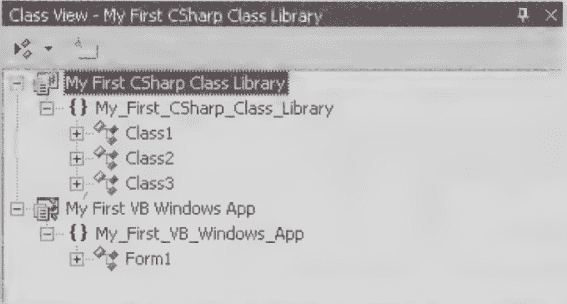 Class View - My First CSharp Class Library
My First CSharp Class Library
{} My_First_CSharp_Class_Library
Class1
Class2
Class3
My First VB Windows App
{} My_First_VB_Windows_App
Form1